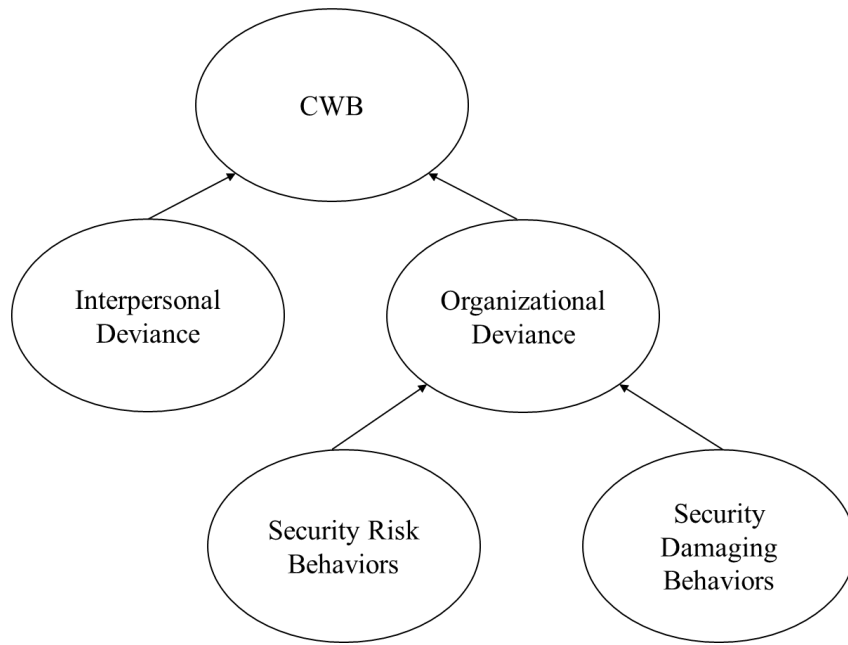 CWB
Interpersonal
Deviance
Organizational
Deviance
Security Risk
Behaviors
Security
Damaging
Behaviors